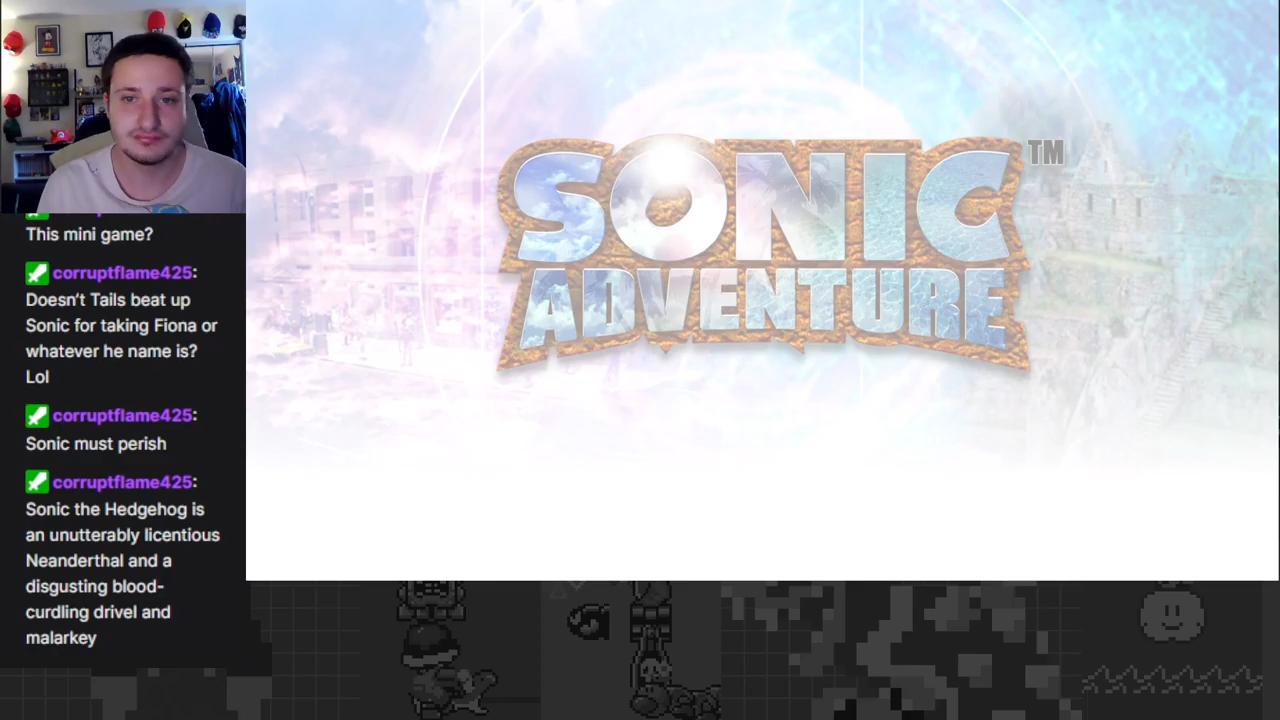 SONIC™
ADVENTURE
This mini game?
corruptflame425:
Doesn’t Tails beat up
Sonic for taking Fiona or
whatever he name is?
Lol
corruptflame425:
Sonic must perish
corruptflame425:
Sonic the Hedgehog is
an unutterably licentious
Neanderthal and a
disgusting blood-
curdling drivel and
malarkey